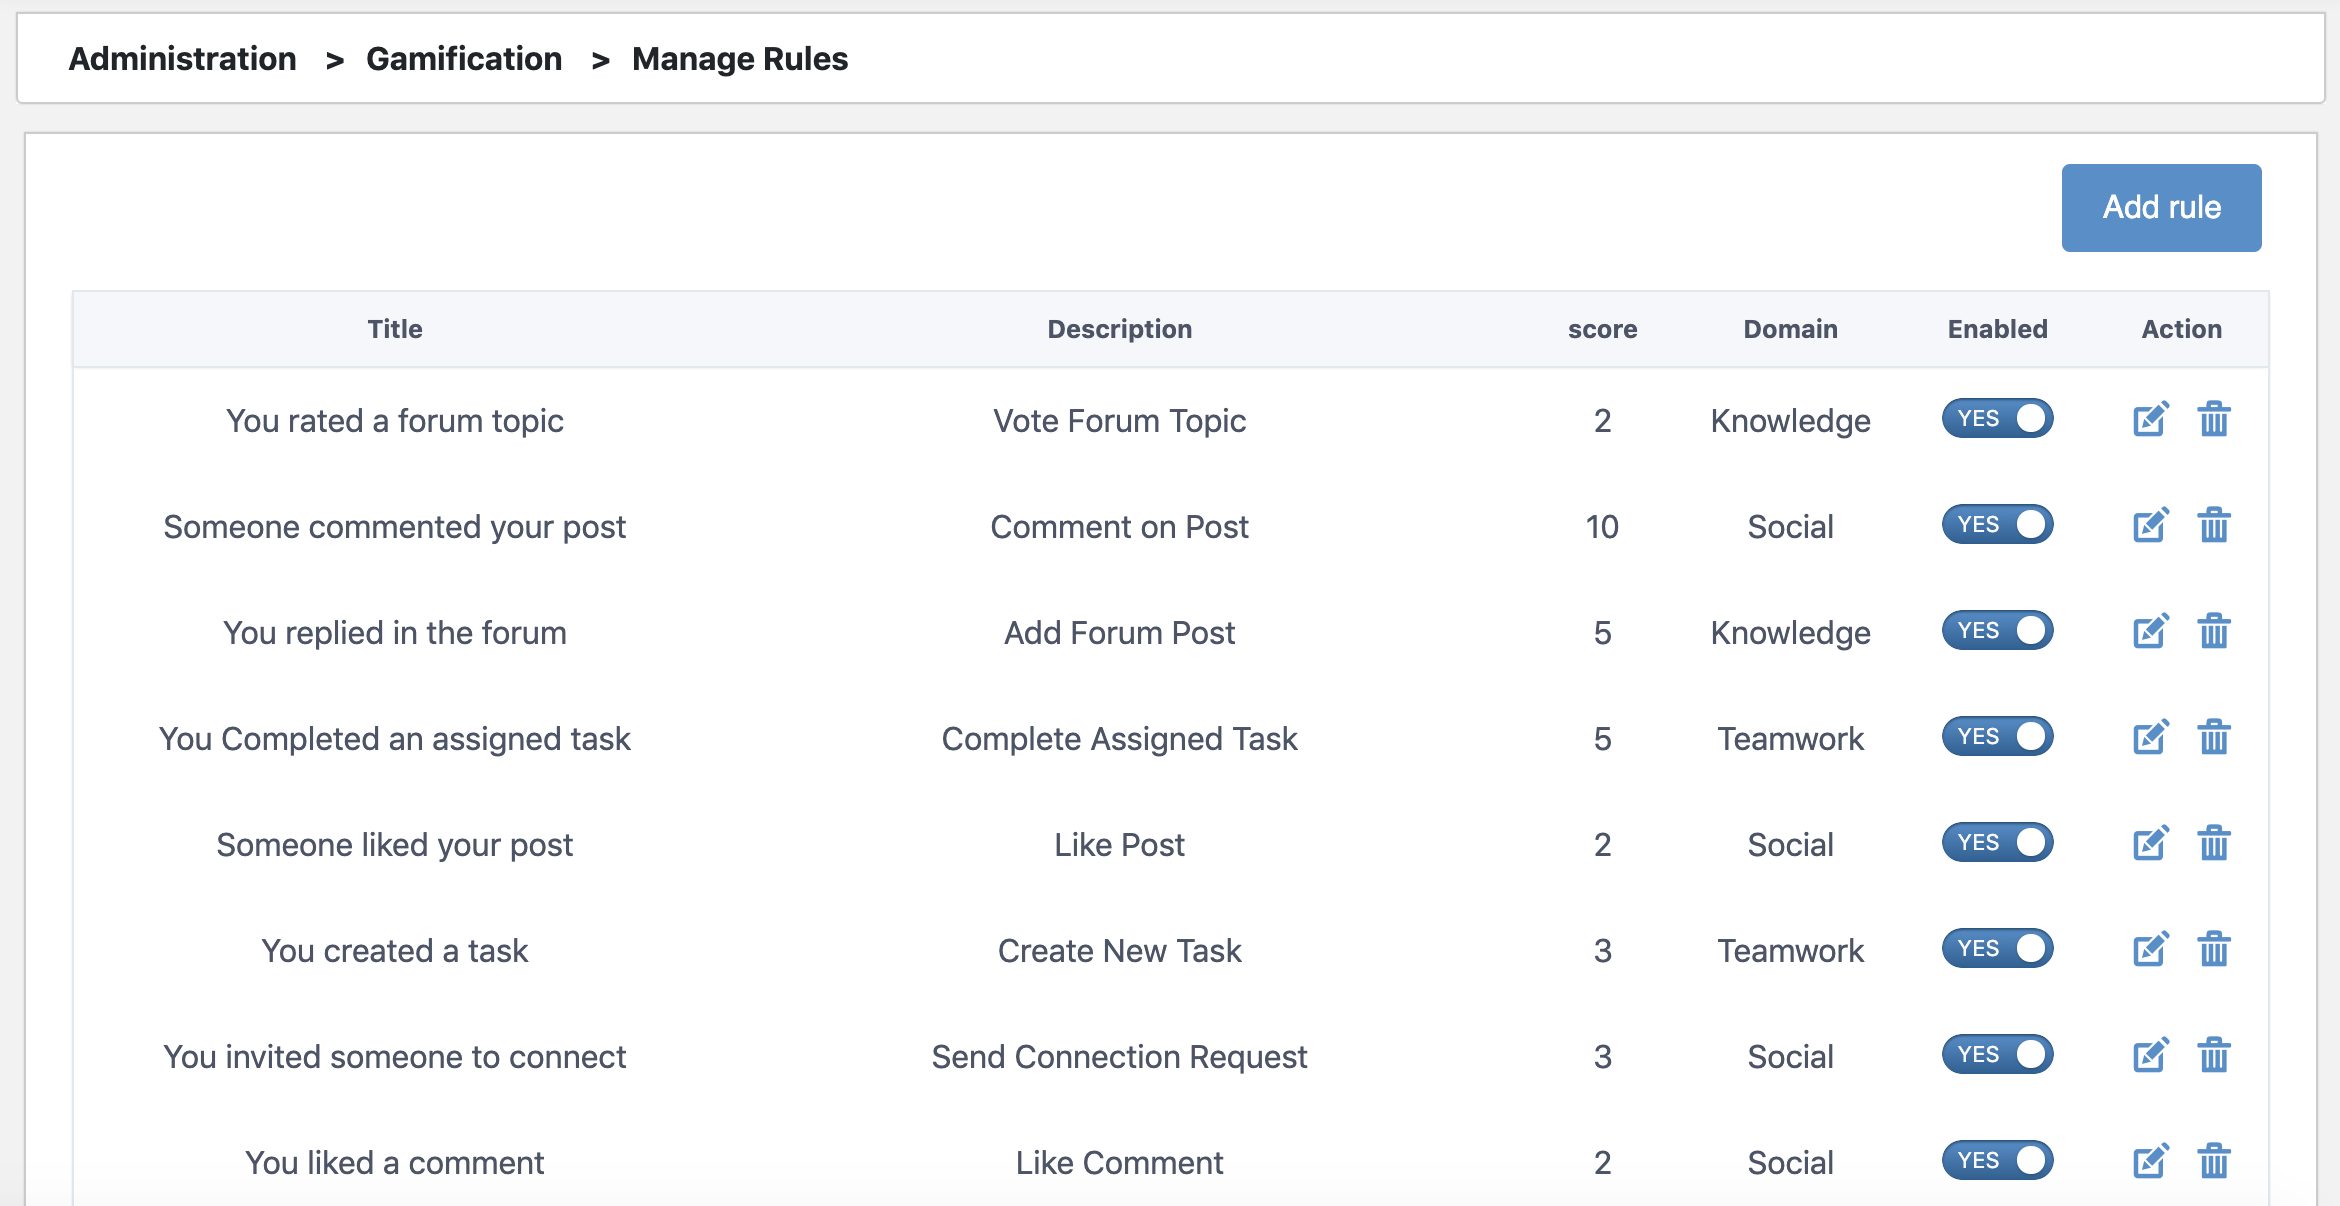 Administration > Gamification > Manage Rules
Add rule
Title Description score Domain Enabled Action
You rated a forum topic Vote Forum Topic 2 Knowledge YES
Someone commented your post Comment on Post 10 Social YES
You replied in the forum Add Forum Post 5 Knowledge YES
You Completed an assigned task Complete Assigned Task 5 Teamwork YES
Someone liked your post Like Post 2 Social YES
You created a task Create New Task 3 Teamwork YES
You invited someone to connect Send Connection Request 3 Social YES
You liked a comment Like Comment 2 Social YES